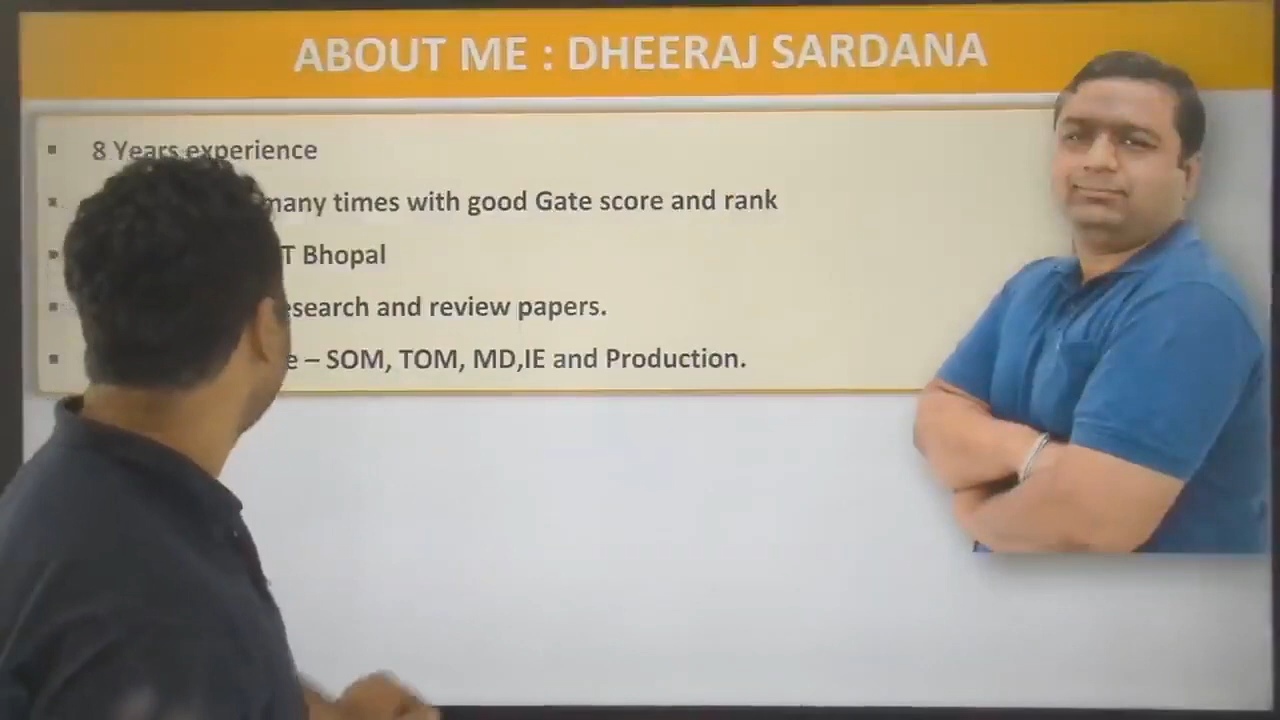 ABOUT ME : DHEERAJ SARDANA
8 Years experience
many times with good Gate score and rank
T Bhopal
esearch and review papers.
e – SOM, TOM, MD,IE and Production.